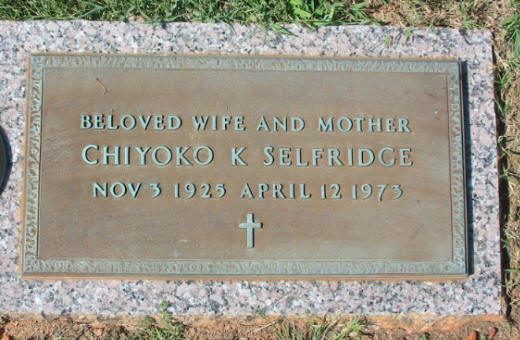 BELOVED WIFE AND MOTHER
CHIYOKO K SELFRIDGE
NOV 3 1925 APRIL 12 1973